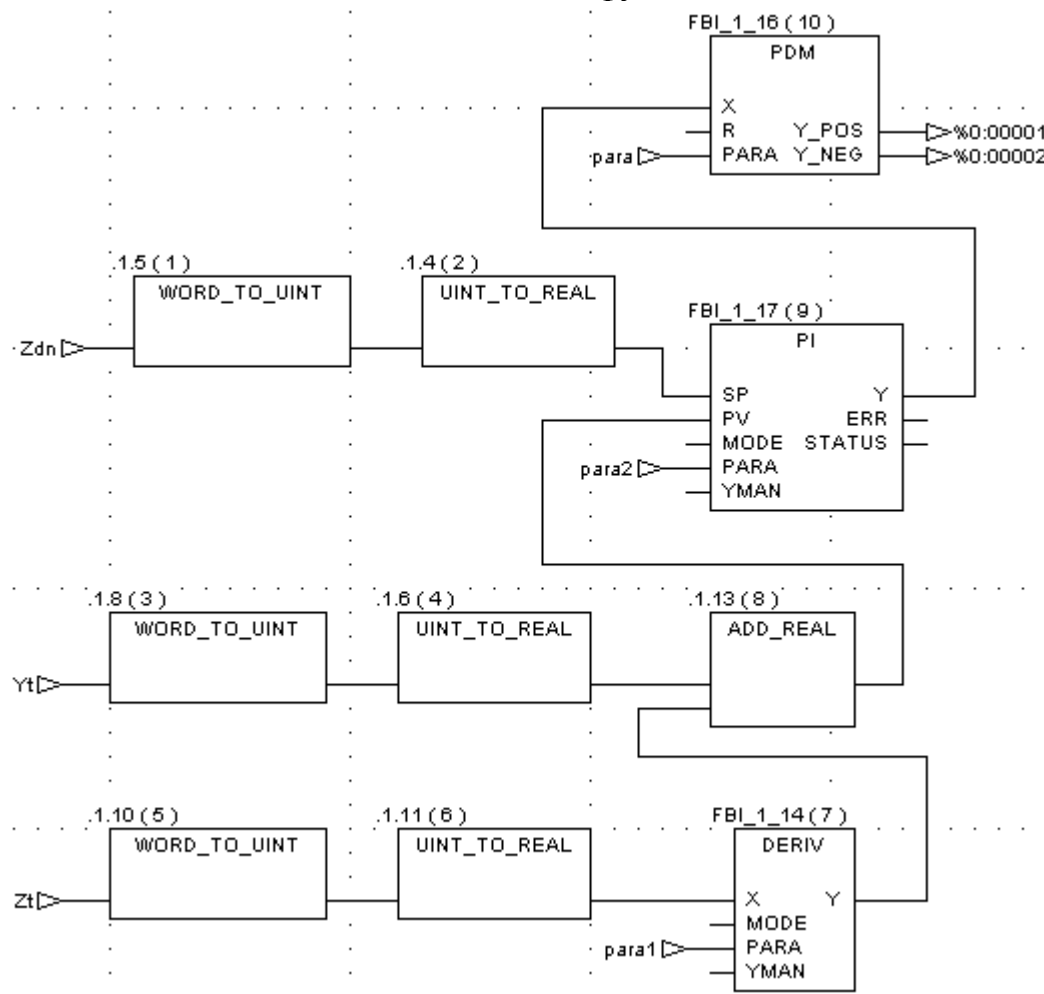 FBI_1_16 ( 10 )
PDM
X
R Y_POS %0:00001
para PARA Y_NEG %0:00002
.1.5 ( 1 ) .1.4 ( 2 )
WORD_TO_UINT UINT_TO_REAL
FBI_1_17 ( 9 )
PI
Zdn
SP Y
PV ERR
MODE STATUS
para2 PARA
YMAN
.1.8 ( 3 ) .1.6 ( 4 ) .1.13 ( 8 )
WORD_TO_UINT UINT_TO_REAL ADD_REAL
Yt
.1.10 ( 5 ) .1.11 ( 6 ) FBI_1_14 ( 7 )
WORD_TO_UINT UINT_TO_REAL DERIV
Zt X Y
MODE
para1 PARA
YMAN